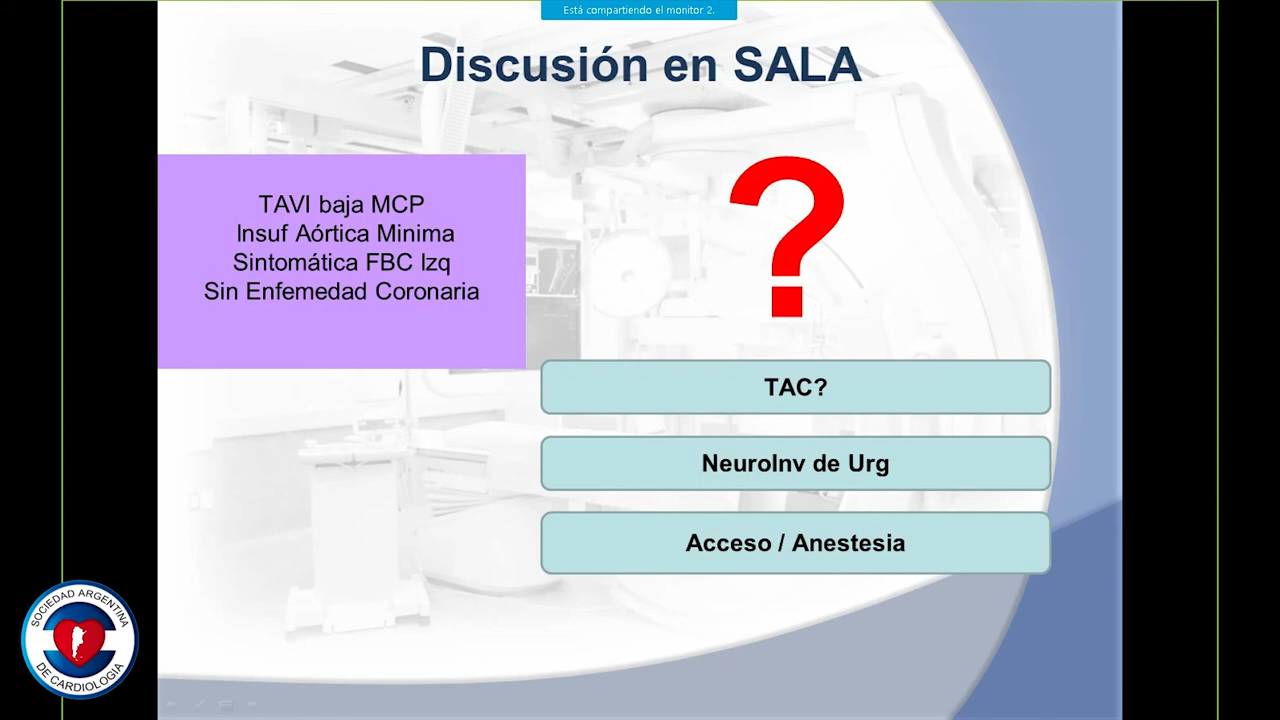 Está compartiendo el monitor 2.
Discusión en SALA
TAVI baja MCP
Insuf Aórtica Minima
Sintomática FBC Izq
Sin Enfemedad Coronaria
?
TAC?
NeuroInv de Urg
Acceso / Anestesia
SOCIEDAD ARGENTINA
DE CARDIOLOGÍA